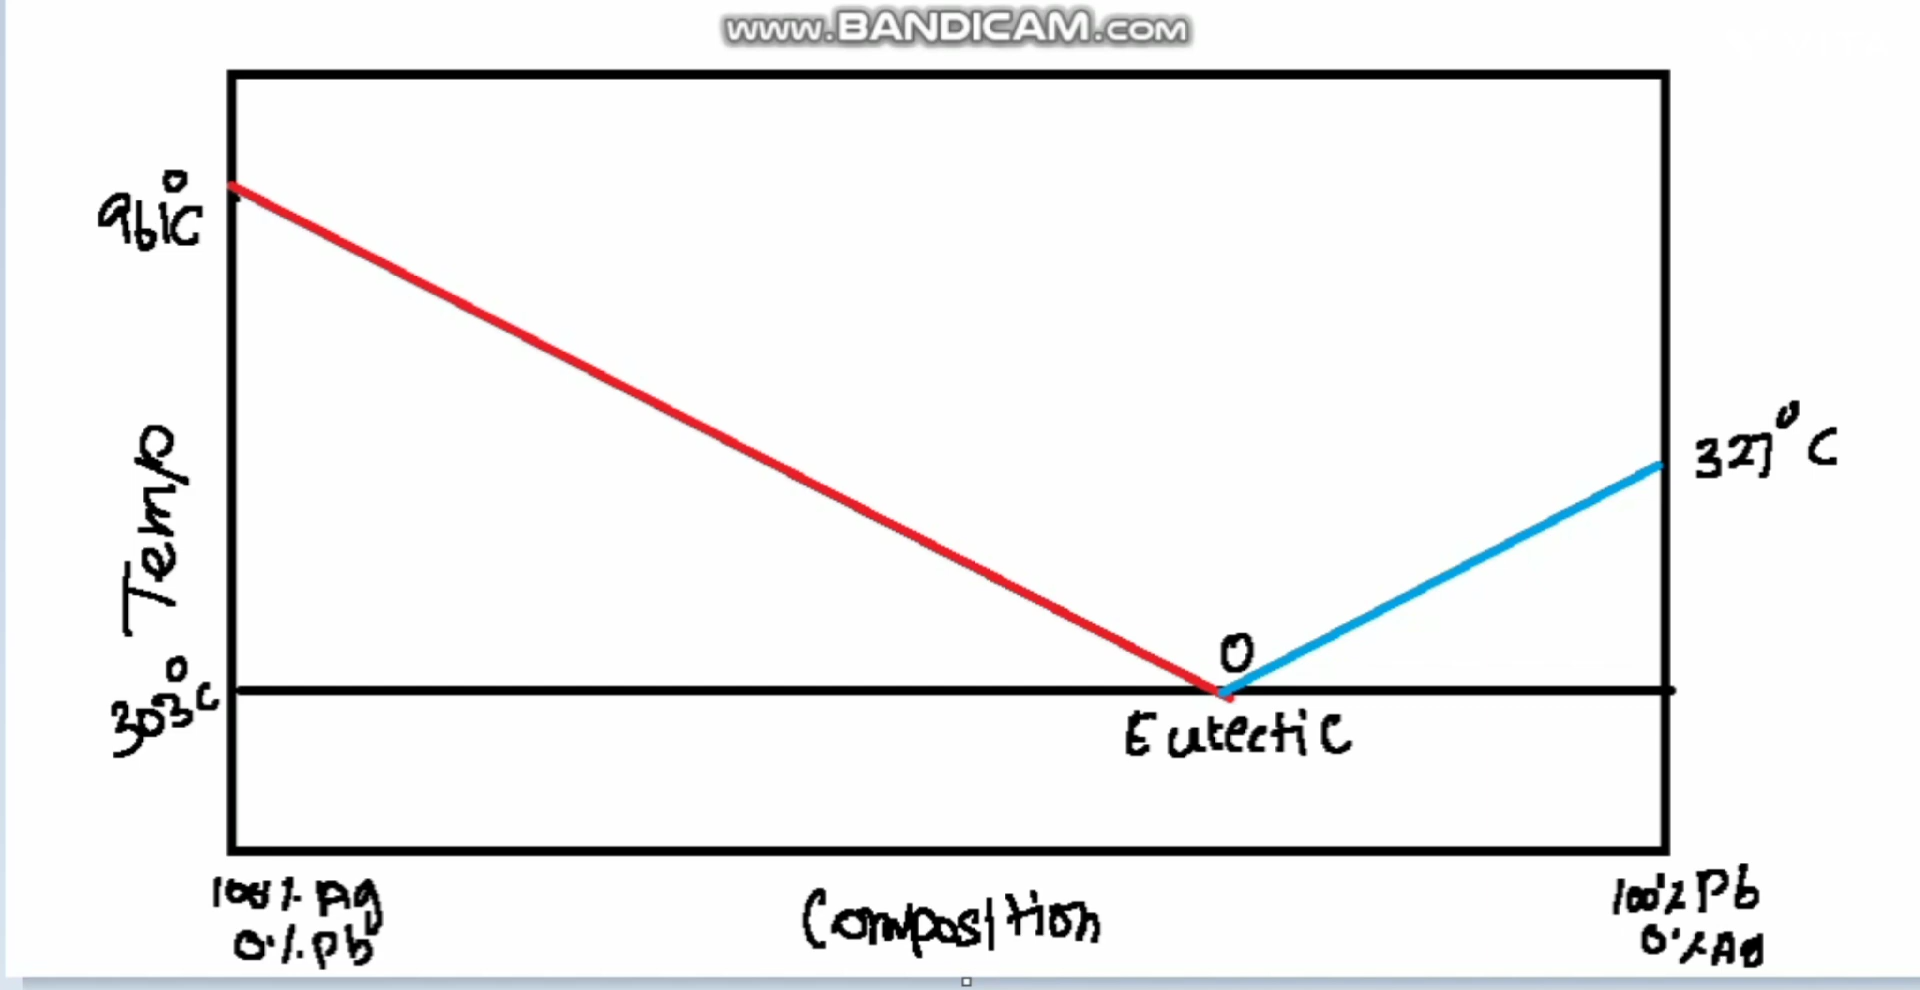 www.BANDICAM.com
961°C
327°C
Temp
O
303°C
Eutectic
100% Ag
0% Pb
Composition
100% Pb
0% Ag